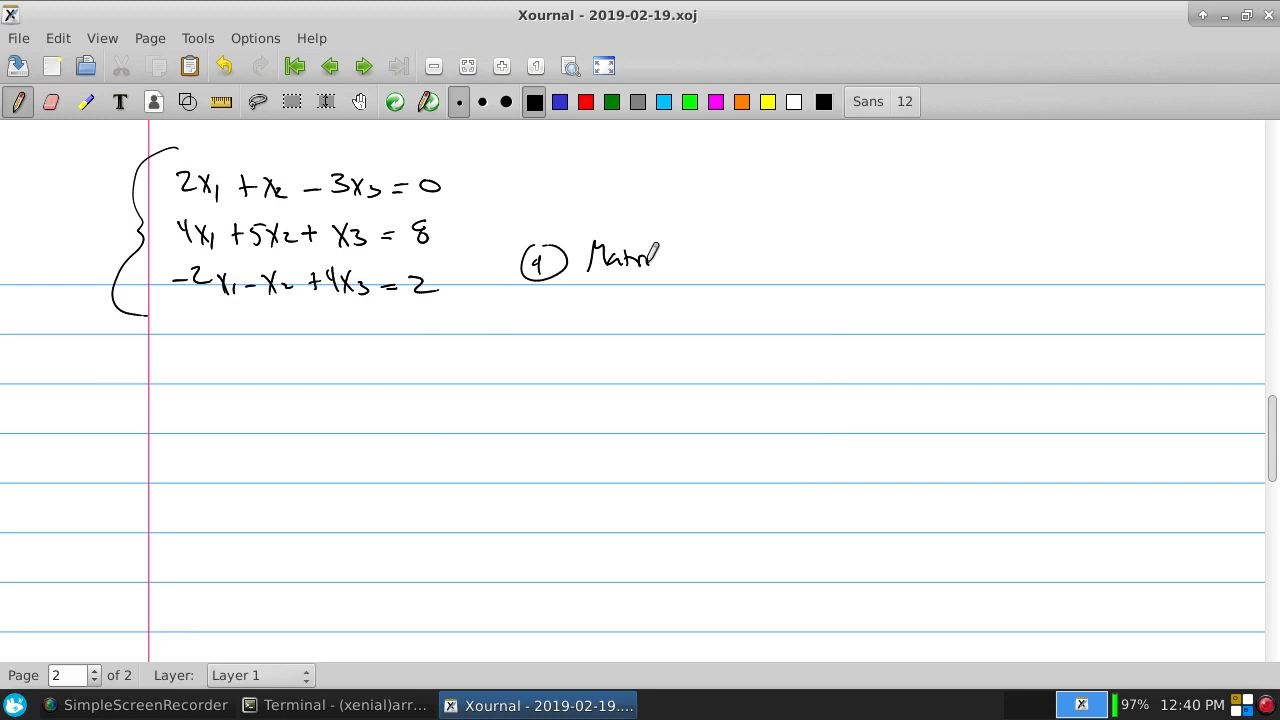 Xournal - 2019-02-19.xoj
File Edit View Page Tools Options Help
Sans 12
2x₁ + x₂ - 3x₃ = 0
4x₁ + 5x₂ + x₃ = 8
-2x₁ - x₂ + 4x₃ = 2
Matri
Page 2 of 2 Layer: Layer 1
SimpleScreenRecorder Terminal - (xenial)arr... Xournal - 2019-02-19.... 97% 12:40 PM